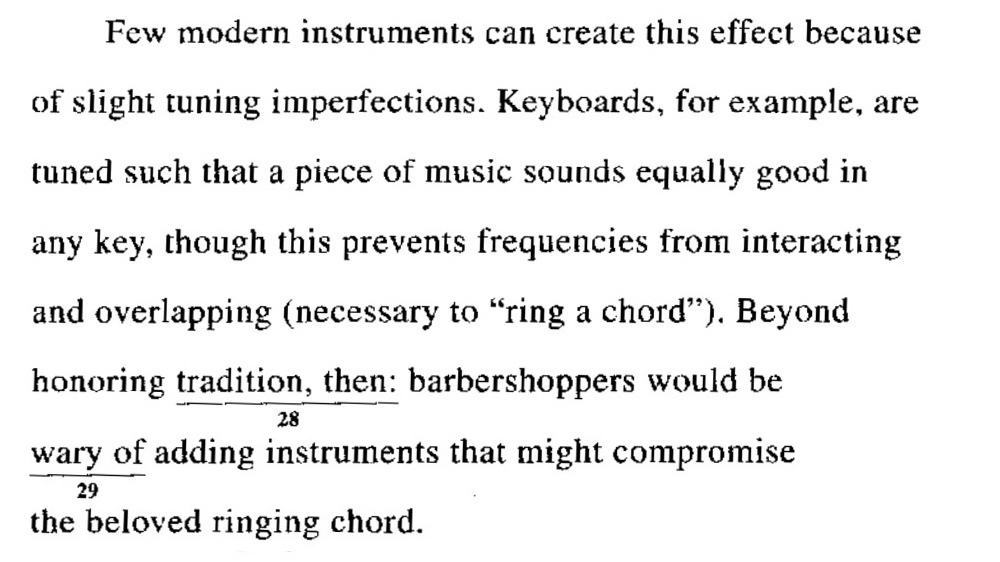 Few modern instruments can create this effect because
of slight tuning imperfections. Keyboards, for example, are
tuned such that a piece of music sounds equally good in
any key, though this prevents frequencies from interacting
and overlapping (necessary to “ring a chord”). Beyond
honoring tradition, then: barbershoppers would be
28
wary of adding instruments that might compromise
29
the beloved ringing chord.